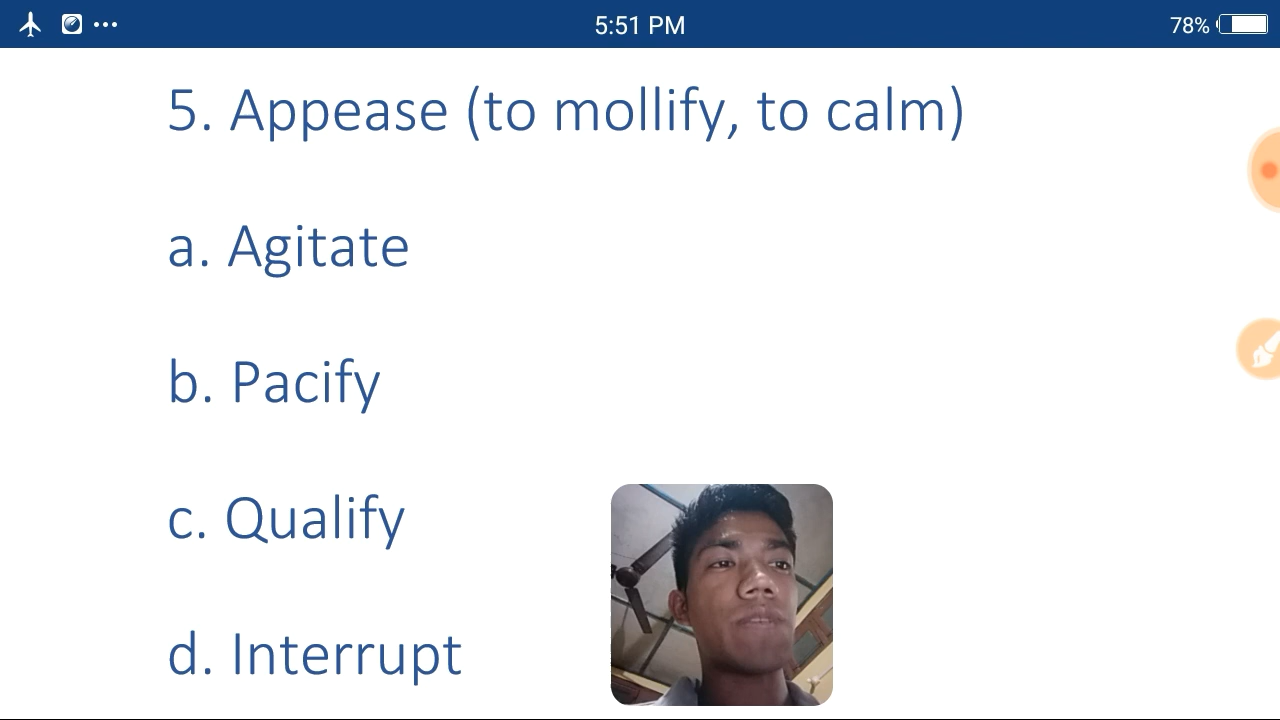 5:51 PM
78%
5. Appease (to mollify, to calm)
a. Agitate
b. Pacify
c. Qualify
d. Interrupt